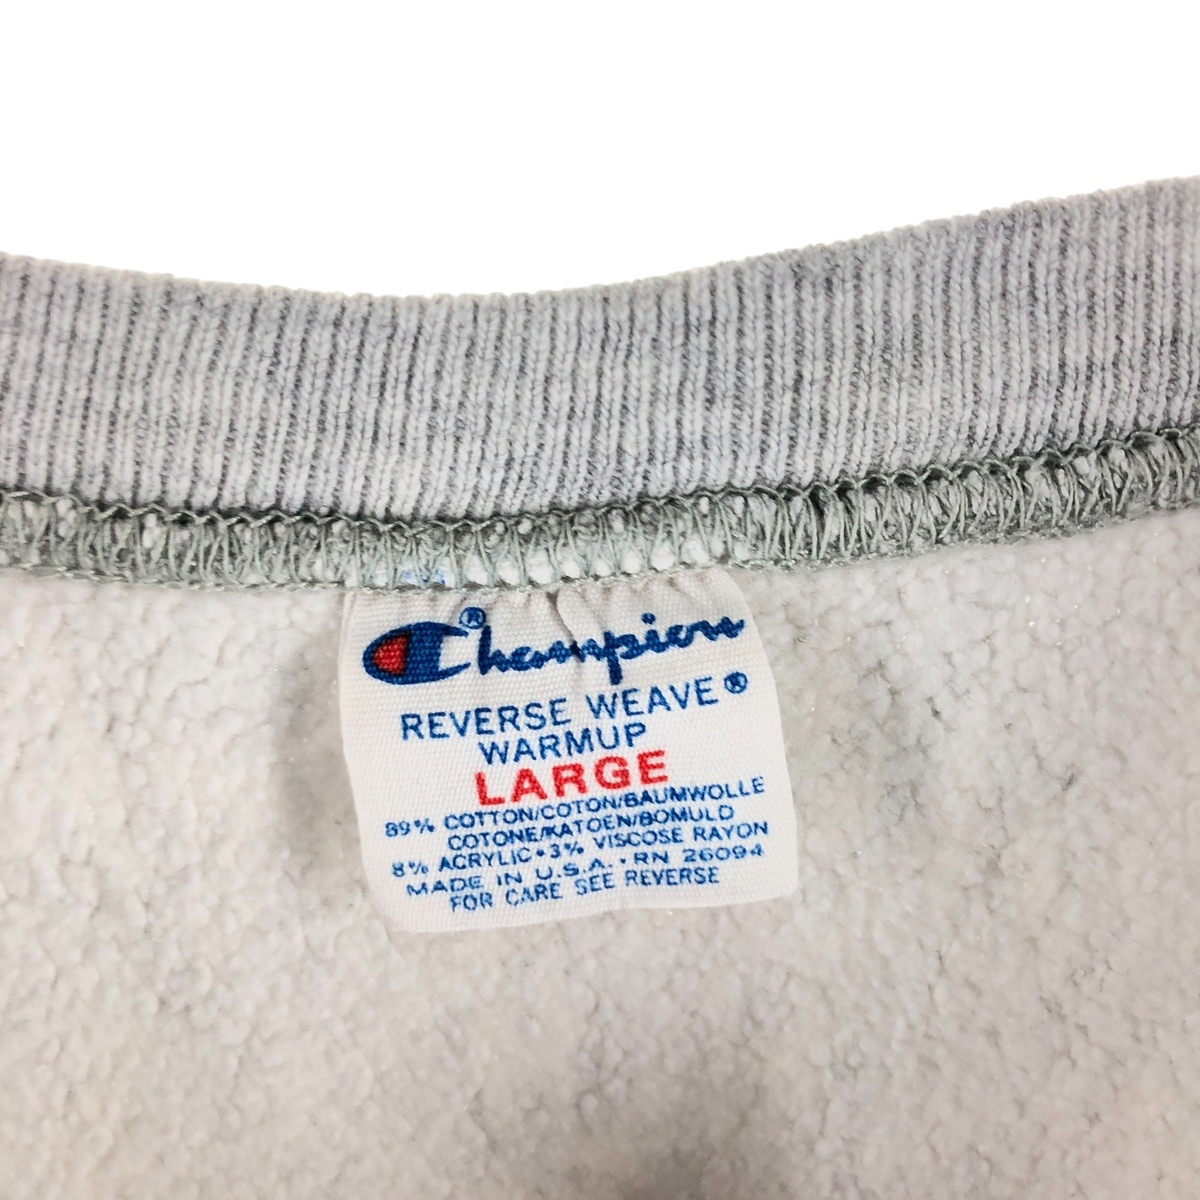 Champion®
REVERSE WEAVE®
WARMUP
LARGE
89% COTTON/COTON/BAUMWOLLE
COTONE/KATOEN/BOMULD
8% ACRYLIC•3% VISCOSE RAYON
MADE IN U.S.A.•RN 26094
FOR CARE SEE REVERSE